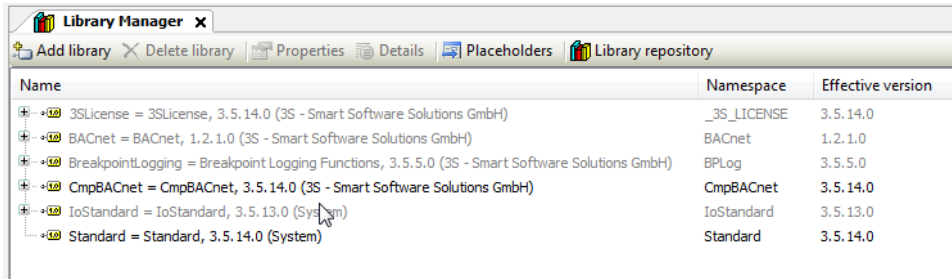 Library Manager x
Add library Delete library Properties Details Placeholders Library repository
Name Namespace Effective version
3SLicense = 3SLicense, 3.5.14.0 (3S - Smart Software Solutions GmbH) _3S_LICENSE 3.5.14.0
BACnet = BACnet, 1.2.1.0 (3S - Smart Software Solutions GmbH) BACnet 1.2.1.0
BreakpointLogging = Breakpoint Logging Functions, 3.5.5.0 (3S - Smart Software Solutions GmbH) BPLog 3.5.5.0
CmpBACnet = CmpBACnet, 3.5.14.0 (3S - Smart Software Solutions GmbH) CmpBACnet 3.5.14.0
IoStandard = IoStandard, 3.5.13.0 (System) IoStandard 3.5.13.0
Standard = Standard, 3.5.14.0 (System) Standard 3.5.14.0